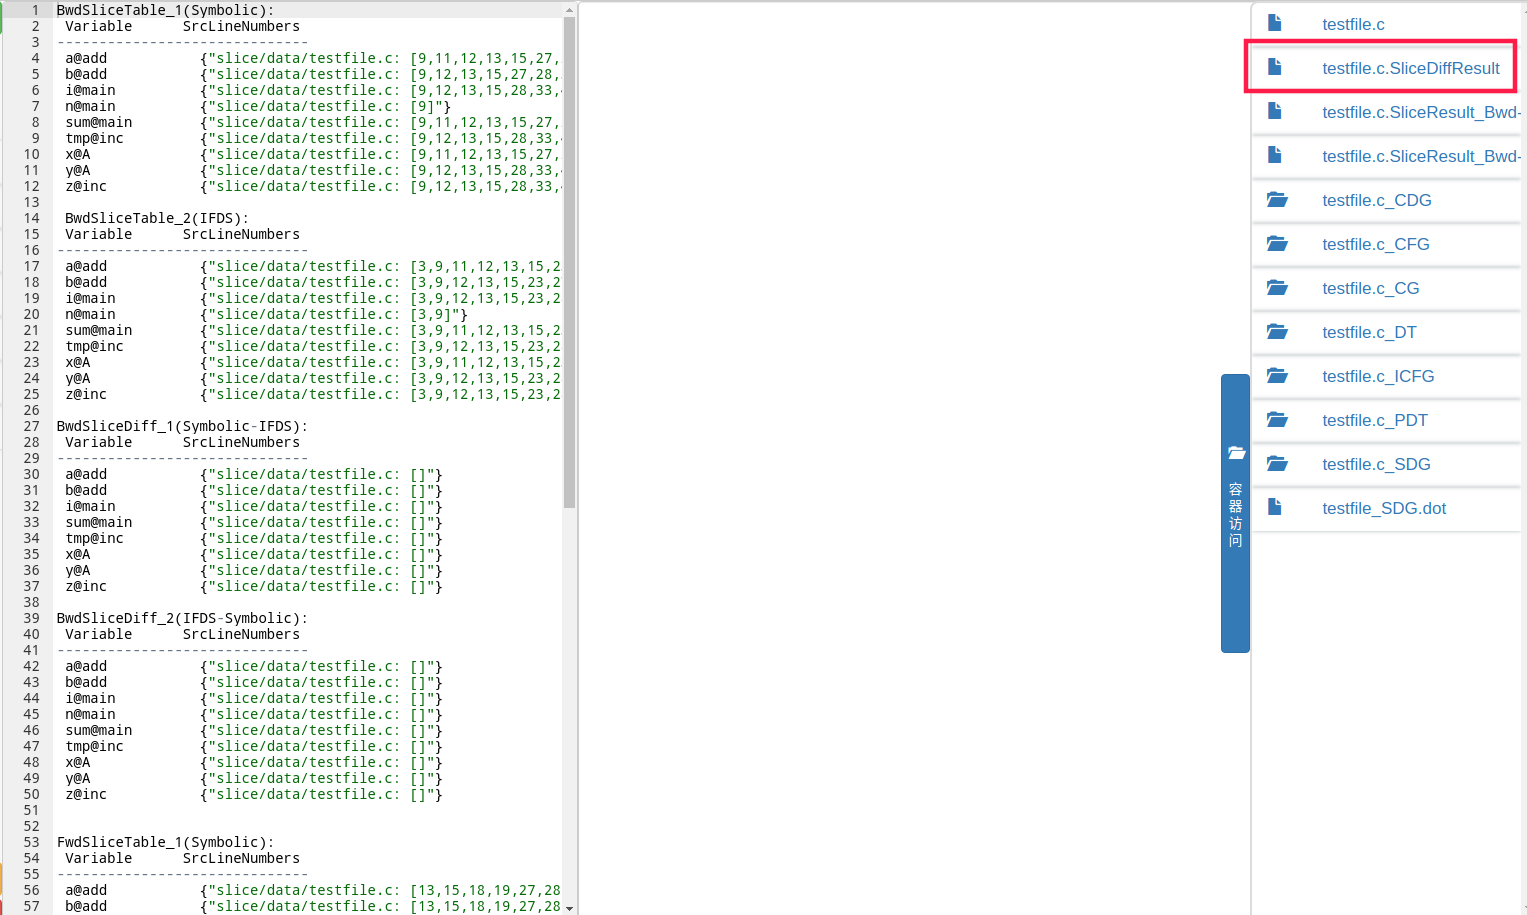 1 BwdSliceTable_1(Symbolic):
2 Variable SrcLineNumbers
3 ------------------------------
4 a@add {"slice/data/testfile.c: [9,11,12,13,15,27,
5 b@add {"slice/data/testfile.c: [9,12,13,15,27,28,
6 i@main {"slice/data/testfile.c: [9,12,13,15,28,33,
7 n@main {"slice/data/testfile.c: [9]"}
8 sum@main {"slice/data/testfile.c: [9,11,12,13,15,27,
9 tmp@inc {"slice/data/testfile.c: [9,12,13,15,28,33,
10 x@A {"slice/data/testfile.c: [9,11,12,13,15,27,
11 y@A {"slice/data/testfile.c: [9,12,13,15,28,33,
12 z@inc {"slice/data/testfile.c: [9,12,13,15,28,33,
13
14 BwdSliceTable_2(IFDS):
15 Variable SrcLineNumbers
16 ------------------------------
17 a@add {"slice/data/testfile.c: [3,9,11,12,13,15,2
18 b@add {"slice/data/testfile.c: [3,9,12,13,15,23,2
19 i@main {"slice/data/testfile.c: [3,9,12,13,15,23,2
20 n@main {"slice/data/testfile.c: [3,9]"}
21 sum@main {"slice/data/testfile.c: [3,9,11,12,13,15,2
22 tmp@inc {"slice/data/testfile.c: [3,9,12,13,15,23,2
23 x@A {"slice/data/testfile.c: [3,9,11,12,13,15,2
24 y@A {"slice/data/testfile.c: [3,9,12,13,15,23,2
25 z@inc {"slice/data/testfile.c: [3,9,12,13,15,23,2
26
27 BwdSliceDiff_1(Symbolic-IFDS):
28 Variable SrcLineNumbers
29 ------------------------------
30 a@add {"slice/data/testfile.c: []"}
31 b@add {"slice/data/testfile.c: []"}
32 i@main {"slice/data/testfile.c: []"}
33 sum@main {"slice/data/testfile.c: []"}
34 tmp@inc {"slice/data/testfile.c: []"}
35 x@A {"slice/data/testfile.c: []"}
36 y@A {"slice/data/testfile.c: []"}
37 z@inc {"slice/data/testfile.c: []"}
38
39 BwdSliceDiff_2(IFDS-Symbolic):
40 Variable SrcLineNumbers
41 ------------------------------
42 a@add {"slice/data/testfile.c: []"}
43 b@add {"slice/data/testfile.c: []"}
44 i@main {"slice/data/testfile.c: []"}
45 n@main {"slice/data/testfile.c: []"}
46 sum@main {"slice/data/testfile.c: []"}
47 tmp@inc {"slice/data/testfile.c: []"}
48 x@A {"slice/data/testfile.c: []"}
49 y@A {"slice/data/testfile.c: []"}
50 z@inc {"slice/data/testfile.c: []"}
51
52
53 FwdSliceTable_1(Symbolic):
54 Variable SrcLineNumbers
55 ------------------------------
56 a@add {"slice/data/testfile.c: [13,15,18,19,27,28
57 b@add {"slice/data/testfile.c: [13,15,18,19,27,28
容器访问
testfile.c
testfile.c.SliceDiffResult
testfile.c.SliceResult_Bwd-
testfile.c.SliceResult_Bwd-
testfile.c_CDG
testfile.c_CFG
testfile.c_CG
testfile.c_DT
testfile.c_ICFG
testfile.c_PDT
testfile.c_SDG
testfile_SDG.dot